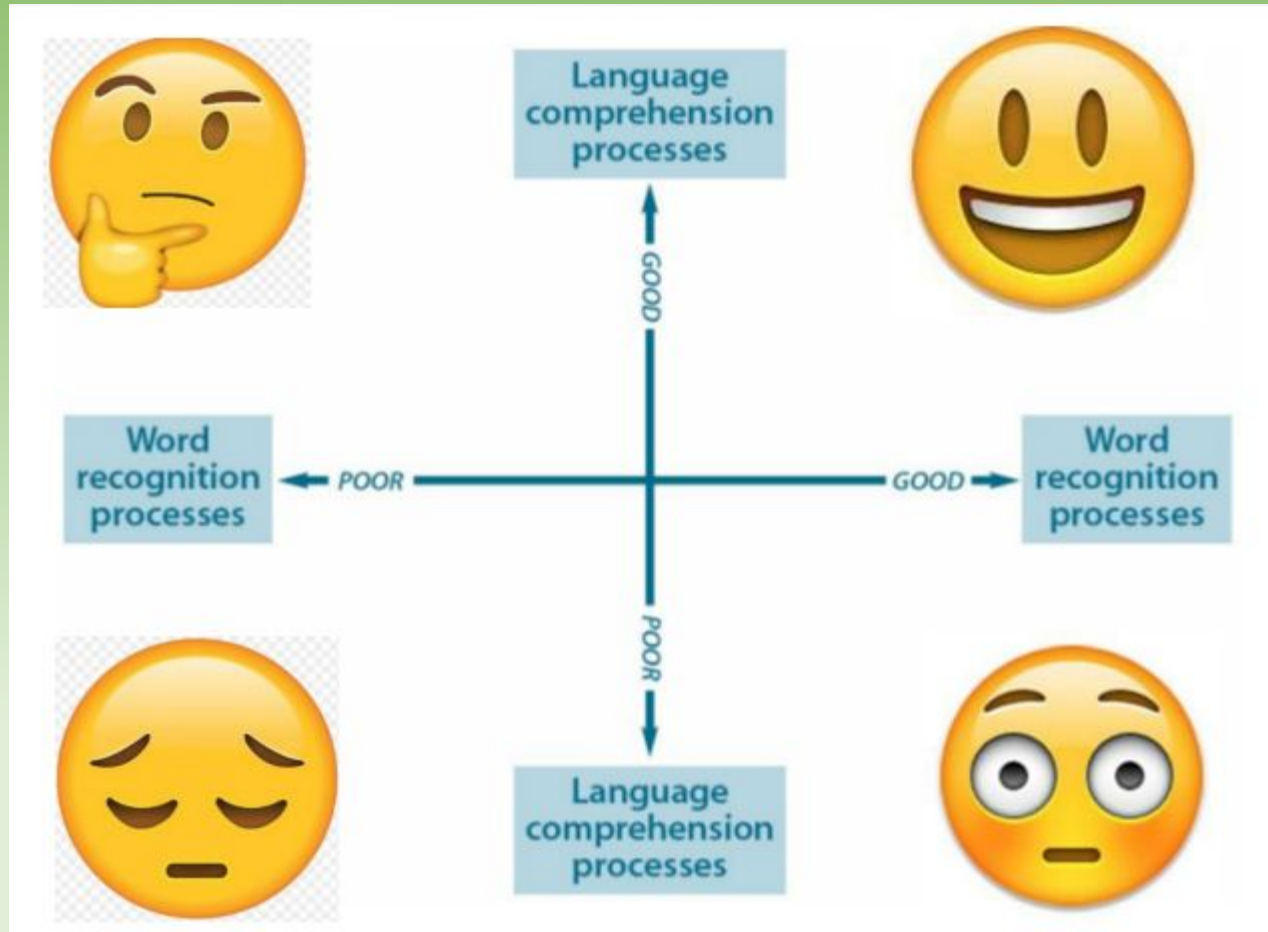 Language
comprehension
processes
GOOD
Word
recognition
processes
POOR
GOOD
Word
recognition
processes
POOR
Language
comprehension
processes